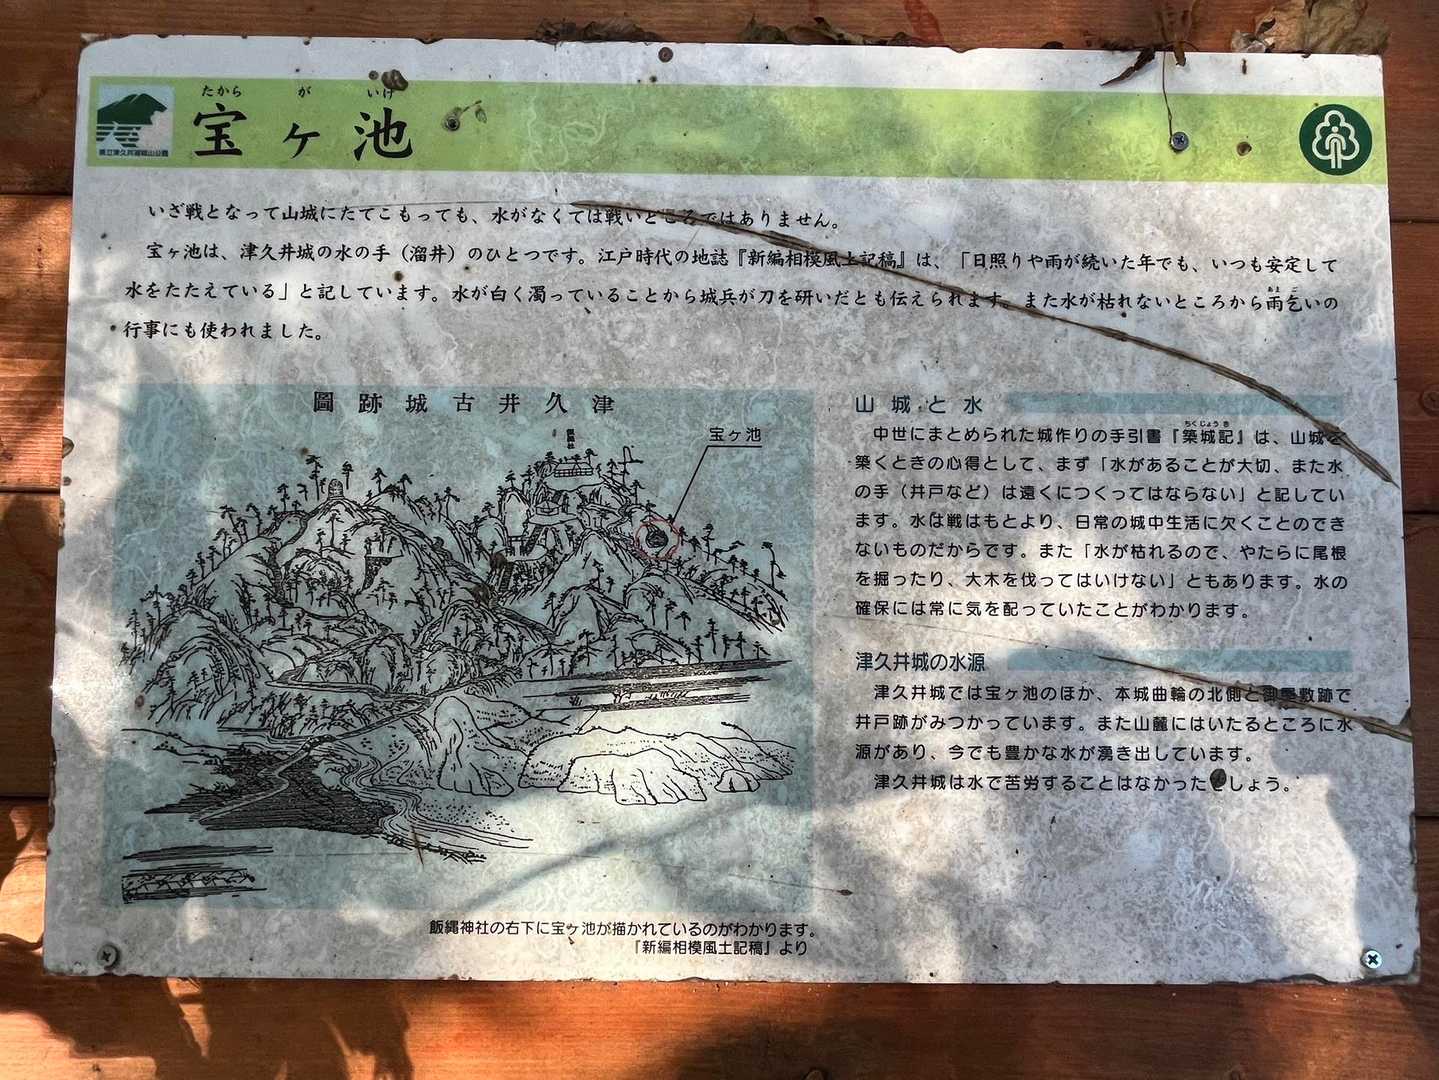 たから が いけ
宝ヶ池
県立津久井湖城山公園
いざ戦となって山城にたてこもっても、水がなくては戦いどころではありません。
宝ヶ池は、津久井城の水の手（溜井）のひとつです。江戸時代の地誌『新編相模風土記稿』は、「日照りや雨が続いた年でも、いつも安定して
水をたたえている」と記しています。水が白く濁っていることから城兵が刀を研いだとも伝えられます。また水が枯れないところから雨乞いの
あま ご
行事にも使われました。
圖跡城古井久津
宝ヶ池
飯縄神社の右下に宝ヶ池が描かれているのがわかります。
『新編相模風土記稿』より
山城と水
ちくじょうき
中世にまとめられた城作りの手引書『築城記』は、山城を
築くときの心得として、まず「水があることが大切、また水
の手（井戸など）は遠くにつくってはならない」と記してい
ます。水は戦はもとより、日常の城中生活に欠くことのでき
ないものだからです。また「水が枯れるので、やたらに尾根
を掘ったり、大木を伐ってはいけない」ともあります。水の
確保には常に気を配っていたことがわかります。
津久井城の水源
津久井城では宝ヶ池のほか、本城曲輪の北側と御屋敷跡で
井戸跡がみつかっています。また山麓にはいたるところに水
源があり、今でも豊かな水が湧き出しています。
津久井城は水で苦労することはなかったでしょう。